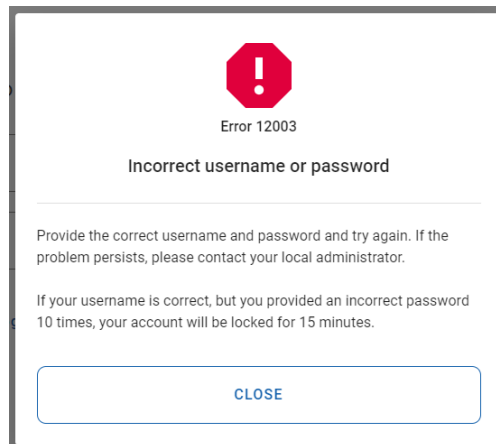 Error 12003
Incorrect username or password
Provide the correct username and password and try again. If the
problem persists, please contact your local administrator.
If your username is correct, but you provided an incorrect password
10 times, your account will be locked for 15 minutes.
CLOSE